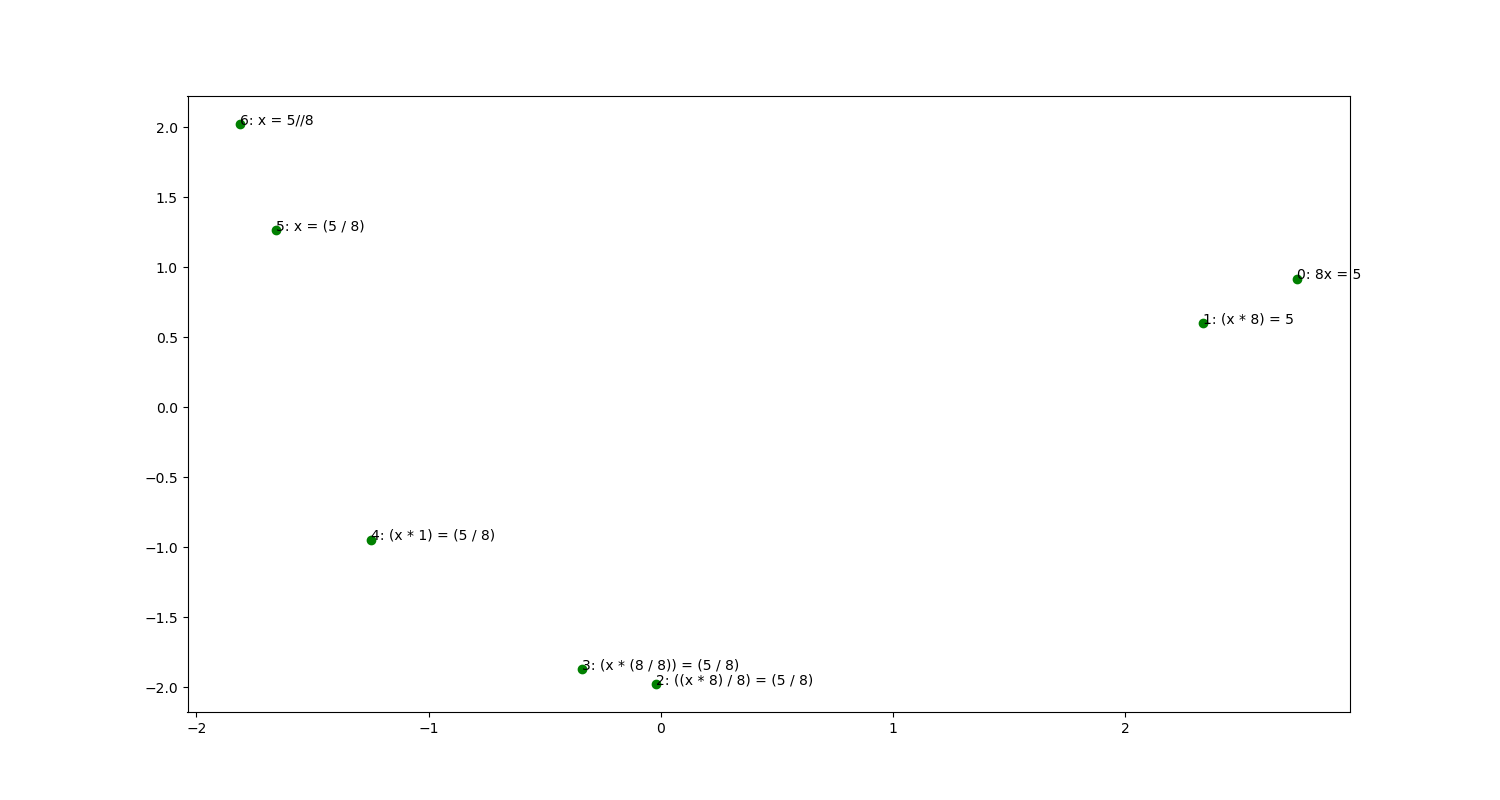 2.0
1.5
1.0
0.5
0.0
−0.5
−1.0
−1.5
−2.0
6: x = 5//8
5: x = (5 / 8)
0: 8x = 5
1: (x * 8) = 5
4: (x * 1) = (5 / 8)
3: (x * (8 / 8)) = (5 / 8)
2: ((x * 8) / 8) = (5 / 8)
−2 −1 0 1 2